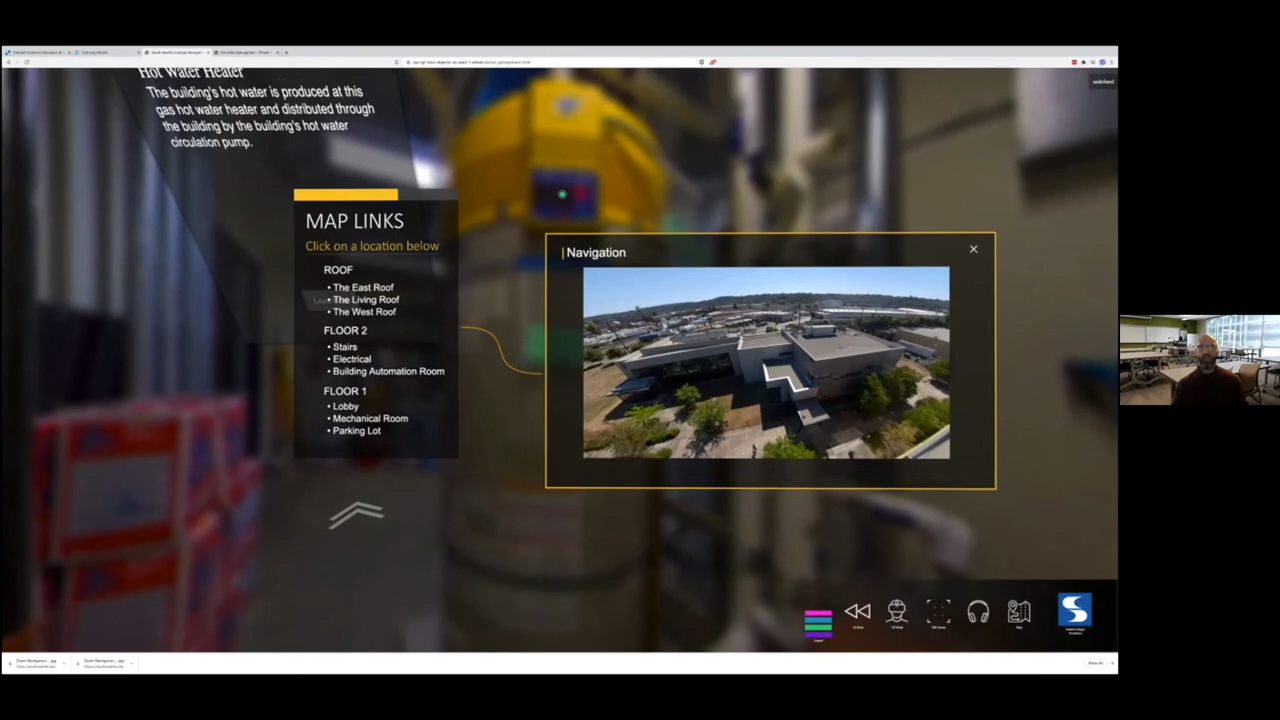 Hot Water Heater
The building's hot water is produced at this
gas hot water heater and distributed through
the building by the building's hot water
circulation pump.
MAP LINKS
Click on a location below
ROOF
• The East Roof
• The Living Roof
• The West Roof
FLOOR 2
• Stairs
• Electrical
• Building Automation Room
FLOOR 1
• Lobby
• Mechanical Room
• Parking Lot
Navigation
Map
Show All